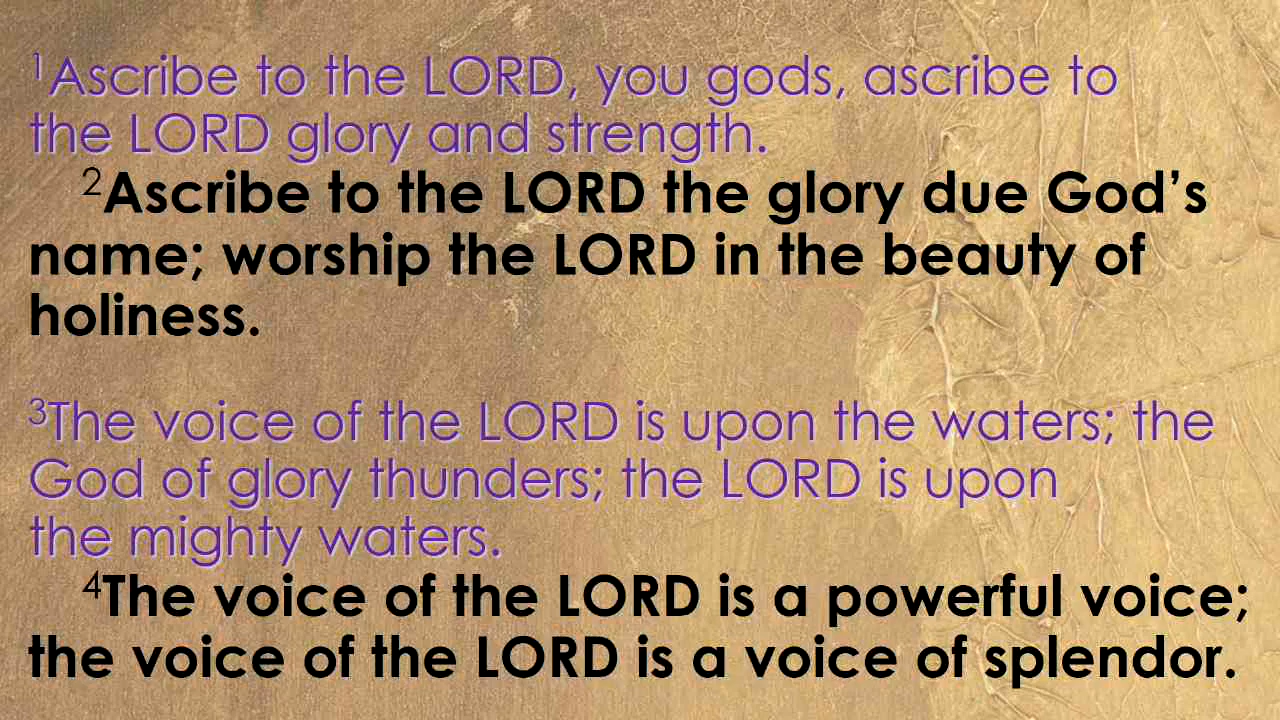 ¹Ascribe to the LORD, you gods, ascribe to
the LORD glory and strength.
²Ascribe to the LORD the glory due God’s
name; worship the LORD in the beauty of
holiness.
³The voice of the LORD is upon the waters; the
God of glory thunders; the LORD is upon
the mighty waters.
⁴The voice of the LORD is a powerful voice;
the voice of the LORD is a voice of splendor.